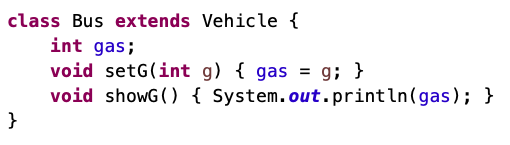 class Bus extends Vehicle {
    int gas;
    void setG(int g) { gas = g; }
    void showG() { System.out.println(gas); }
}